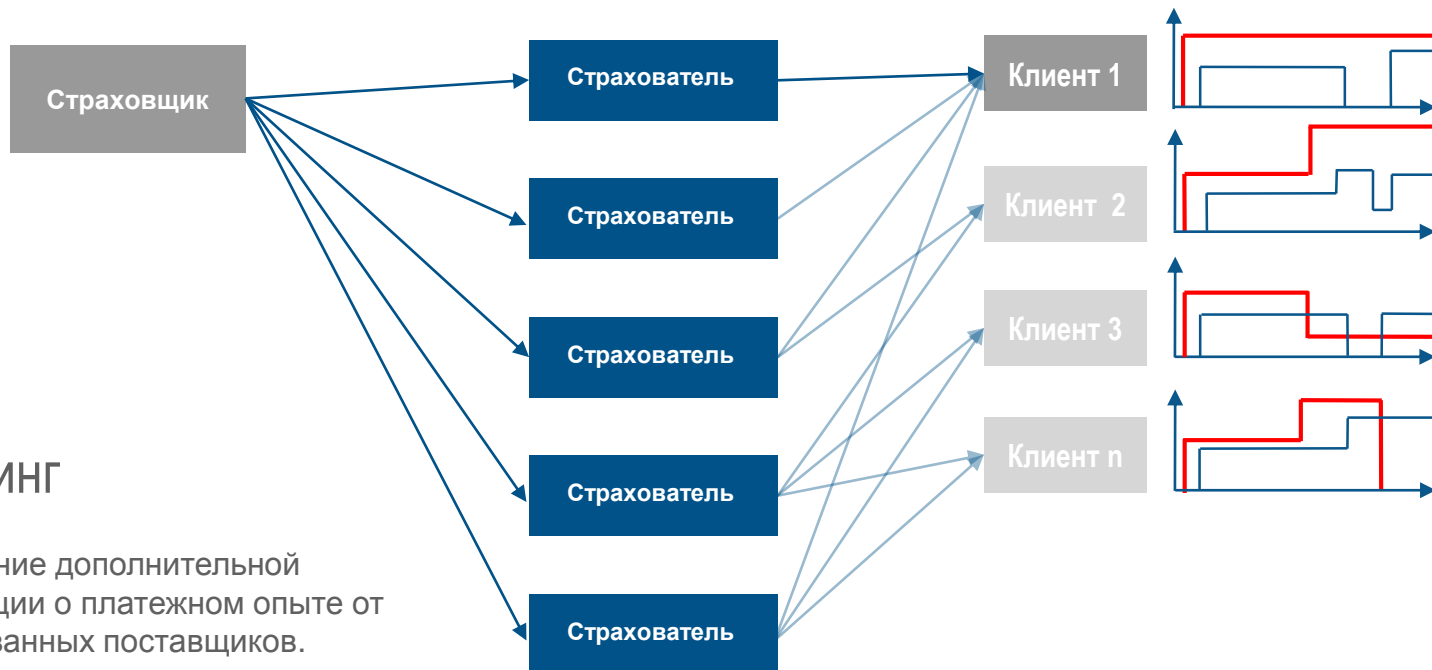 Страховщик
Страхователь
Страхователь
Страхователь
Страхователь
Страхователь
Клиент 1
Клиент 2
Клиент 3
Клиент n
ИНГ
ние дополнительной
ции о платежном опыте от
ванных поставщиков.